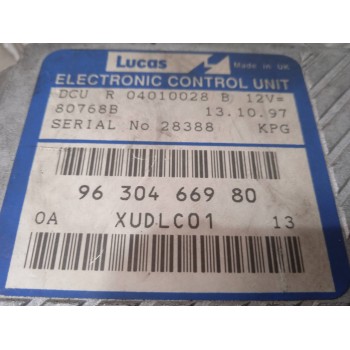 Lucas Made in UK
ELECTRONIC CONTROL UNIT
DCU R 04010028 B 12V=
80768B 13.10.97
SERIAL No 28388 KPG
96 304 669 80
0A XUDLC01 13